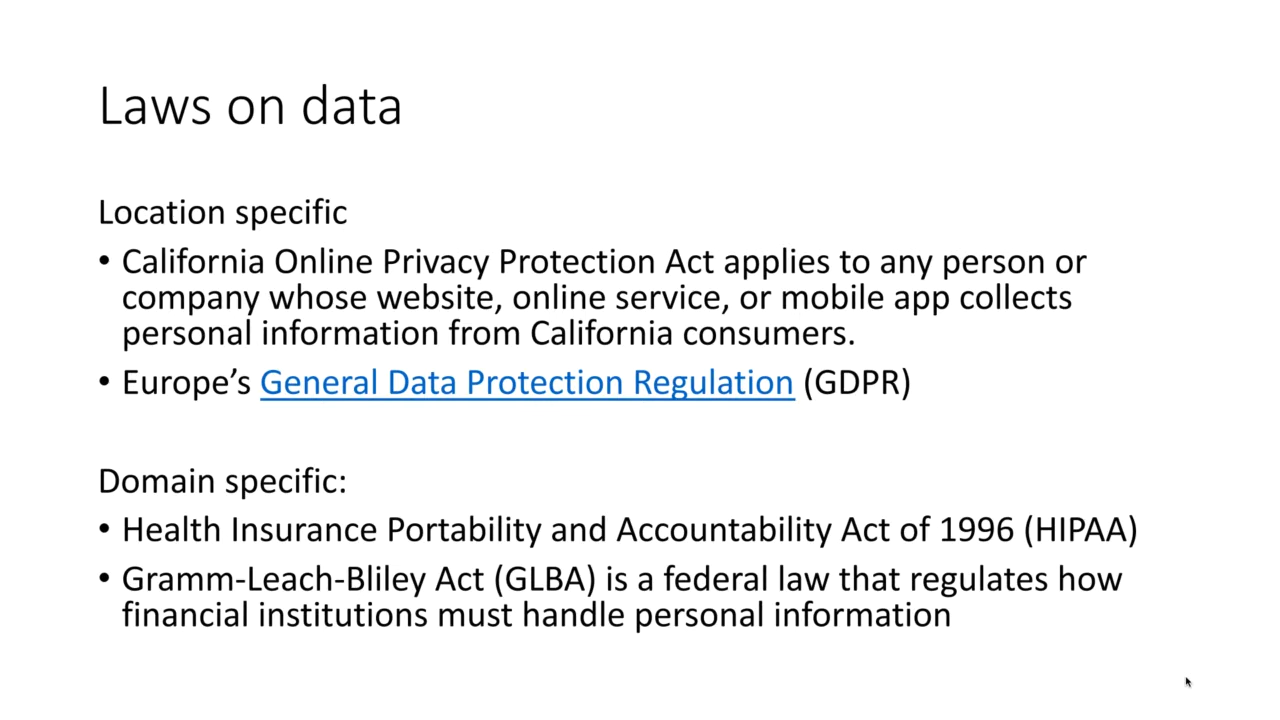 Laws on data
Location specific
• California Online Privacy Protection Act applies to any person or
company whose website, online service, or mobile app collects
personal information from California consumers.
• Europe’s General Data Protection Regulation (GDPR)
Domain specific:
• Health Insurance Portability and Accountability Act of 1996 (HIPAA)
• Gramm-Leach-Bliley Act (GLBA) is a federal law that regulates how
financial institutions must handle personal information